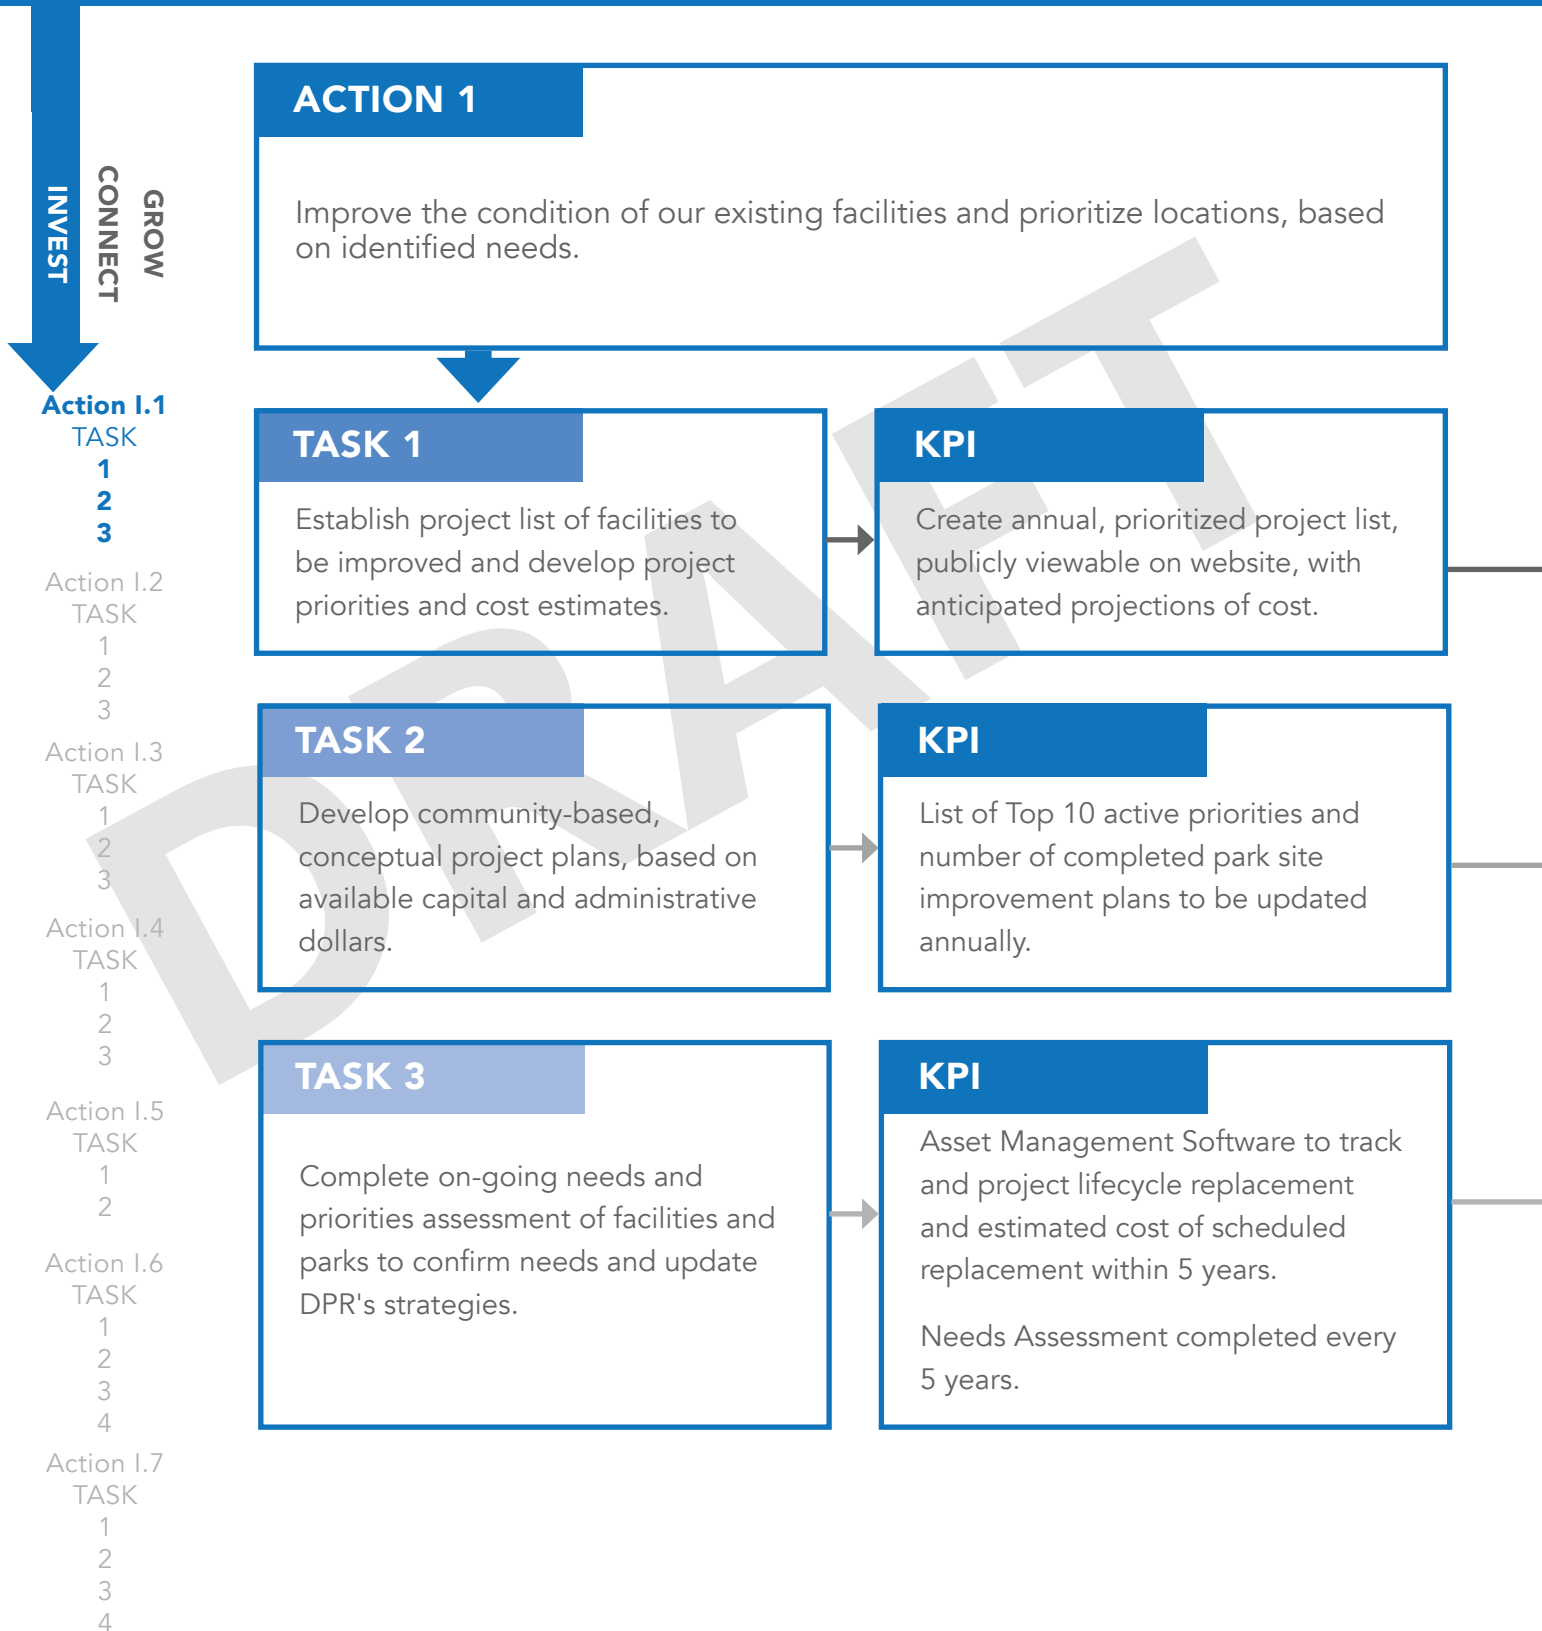 INVEST
CONNECT
GROW
Action I.1
TASK
1
2
3
Action I.2
TASK
1
2
3
Action I.3
TASK
1
2
3
Action I.4
TASK
1
2
3
Action I.5
TASK
1
2
Action I.6
TASK
1
2
3
4
Action I.7
TASK
1
2
3
4
ACTION 1
Improve the condition of our existing facilities and prioritize locations, based
on identified needs.
TASK 1
Establish project list of facilities to
be improved and develop project
priorities and cost estimates.
KPI
Create annual, prioritized project list,
publicly viewable on website, with
anticipated projections of cost.
TASK 2
Develop community-based,
conceptual project plans, based on
available capital and administrative
dollars.
KPI
List of Top 10 active priorities and
number of completed park site
improvement plans to be updated
annually.
TASK 3
Complete on-going needs and
priorities assessment of facilities and
parks to confirm needs and update
DPR's strategies.
KPI
Asset Management Software to track
and project lifecycle replacement
and estimated cost of scheduled
replacement within 5 years.
Needs Assessment completed every
5 years.
DRAFT